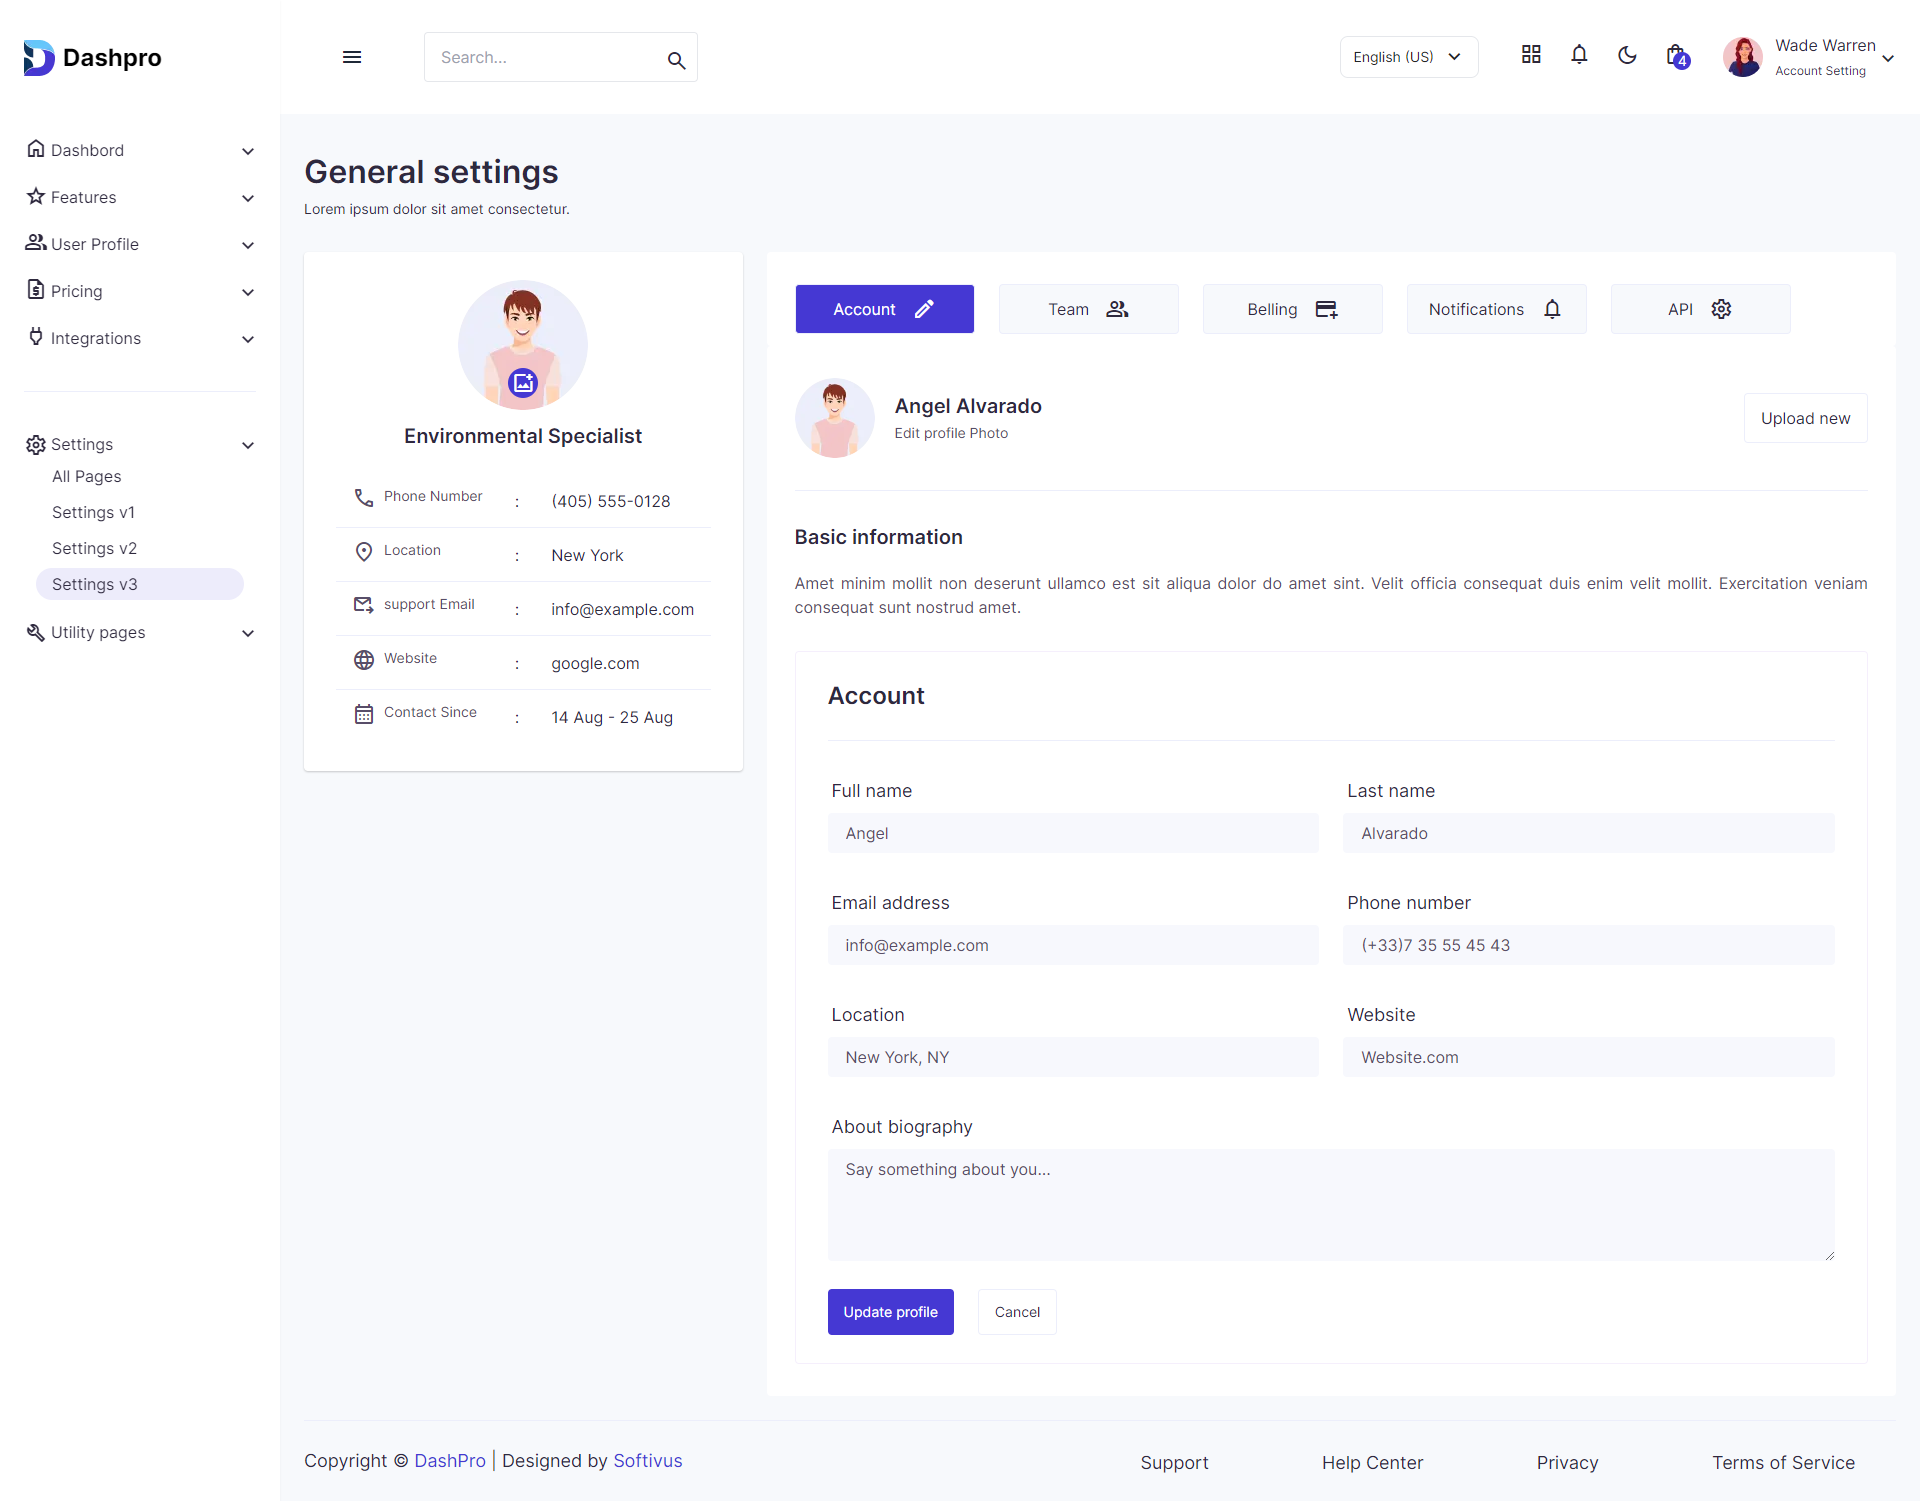 Dashpro
Search...
English (US)
4
Wade Warren
Account Setting
Dashbord
Features
User Profile
Pricing
Integrations
Settings
All Pages
Settings v1
Settings v2
Settings v3
Utility pages
General settings
Lorem ipsum dolor sit amet consectetur.
Environmental Specialist
Phone Number : (405) 555-0128
Location : New York
support Email : info@example.com
Website : google.com
Contact Since : 14 Aug - 25 Aug
Account
Team
Belling
Notifications
API
Angel Alvarado
Edit profile Photo
Upload new
Basic information
Amet minim mollit non deserunt ullamco est sit aliqua dolor do amet sint. Velit officia consequat duis enim velit mollit. Exercitation veniam
consequat sunt nostrud amet.
Account
Full name
Angel
Last name
Alvarado
Email address
info@example.com
Phone number
(+33)7 35 55 45 43
Location
New York, NY
Website
Website.com
About biography
Say something about you...
Update profile
Cancel
Copyright © DashPro | Designed by Softivus
Support
Help Center
Privacy
Terms of Service